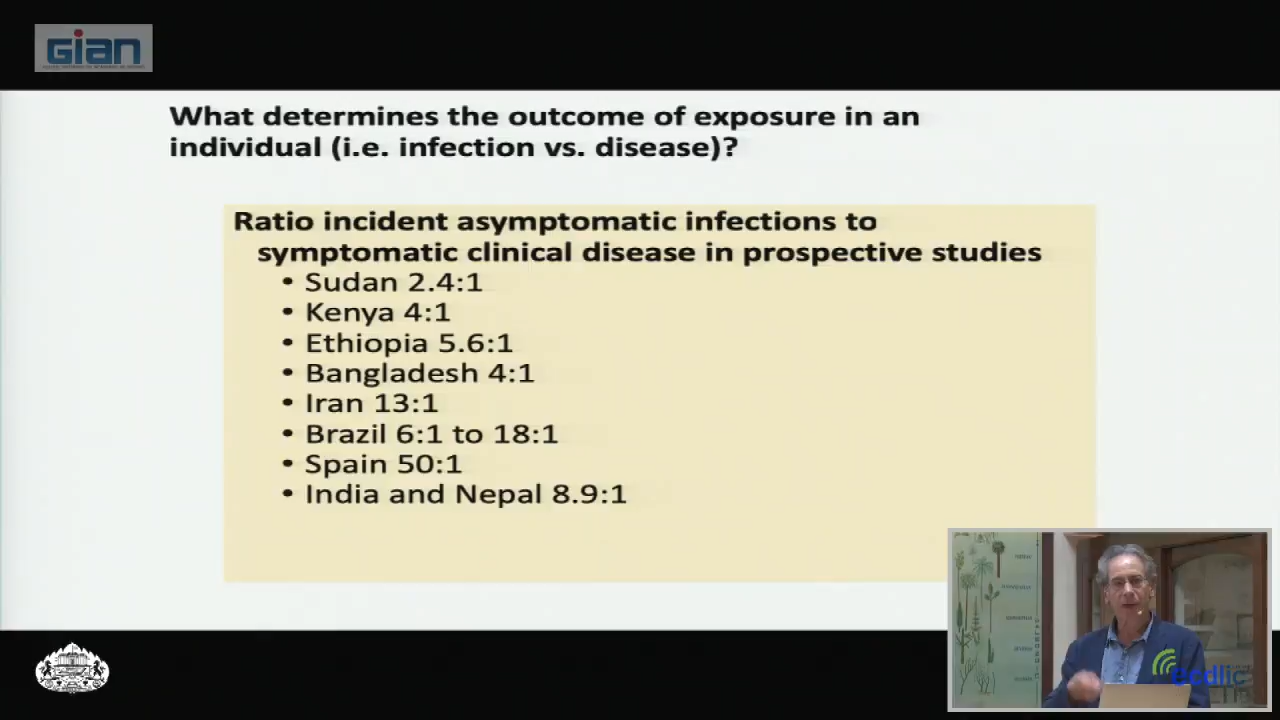 Gian
What determines the outcome of exposure in an
individual (i.e. infection vs. disease)?
Ratio incident asymptomatic infections to
symptomatic clinical disease in prospective studies
• Sudan 2.4:1
• Kenya 4:1
• Ethiopia 5.6:1
• Bangladesh 4:1
• Iran 13:1
• Brazil 6:1 to 18:1
• Spain 50:1
• India and Nepal 8.9:1